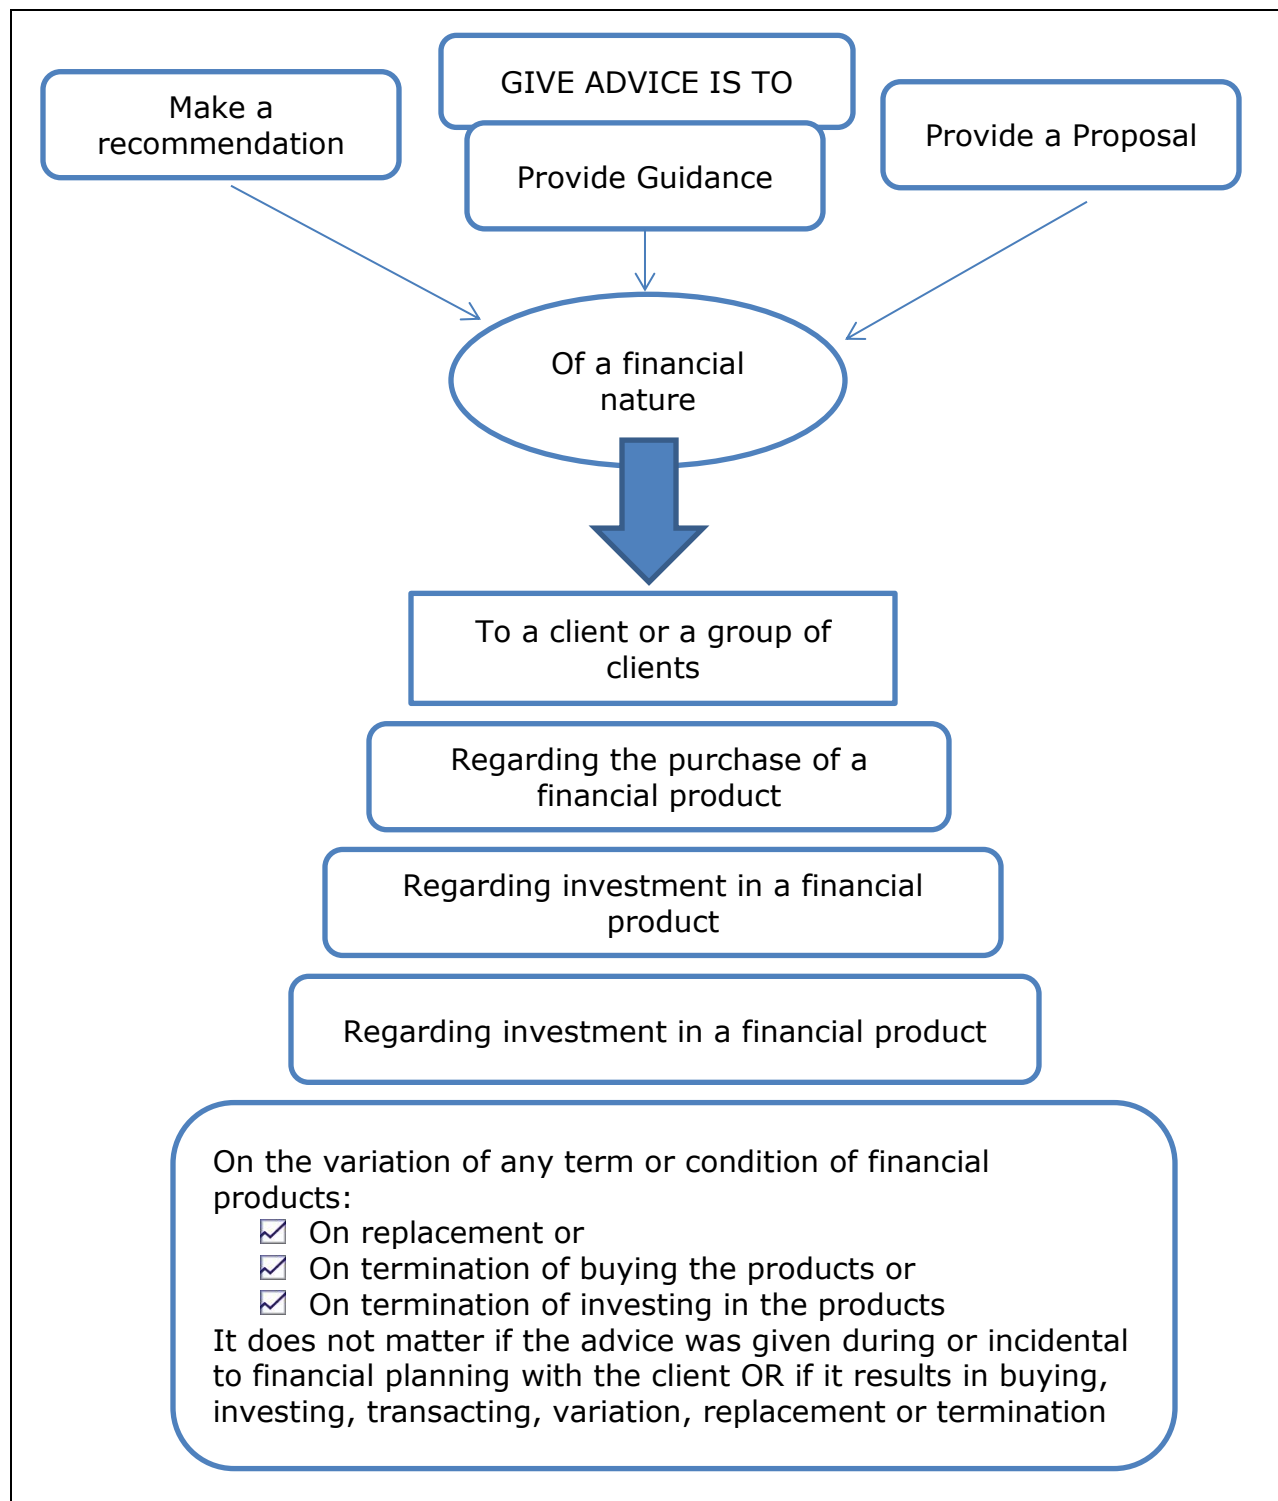 GIVE ADVICE IS TO
Make a
recommendation
Provide Guidance
Provide a Proposal
Of a financial
nature
To a client or a group of
clients
Regarding the purchase of a
financial product
Regarding investment in a financial
product
Regarding investment in a financial product
On the variation of any term or condition of financial
products:
On replacement or
On termination of buying the products or
On termination of investing in the products
It does not matter if the advice was given during or incidental
to financial planning with the client OR if it results in buying,
investing, transacting, variation, replacement or termination